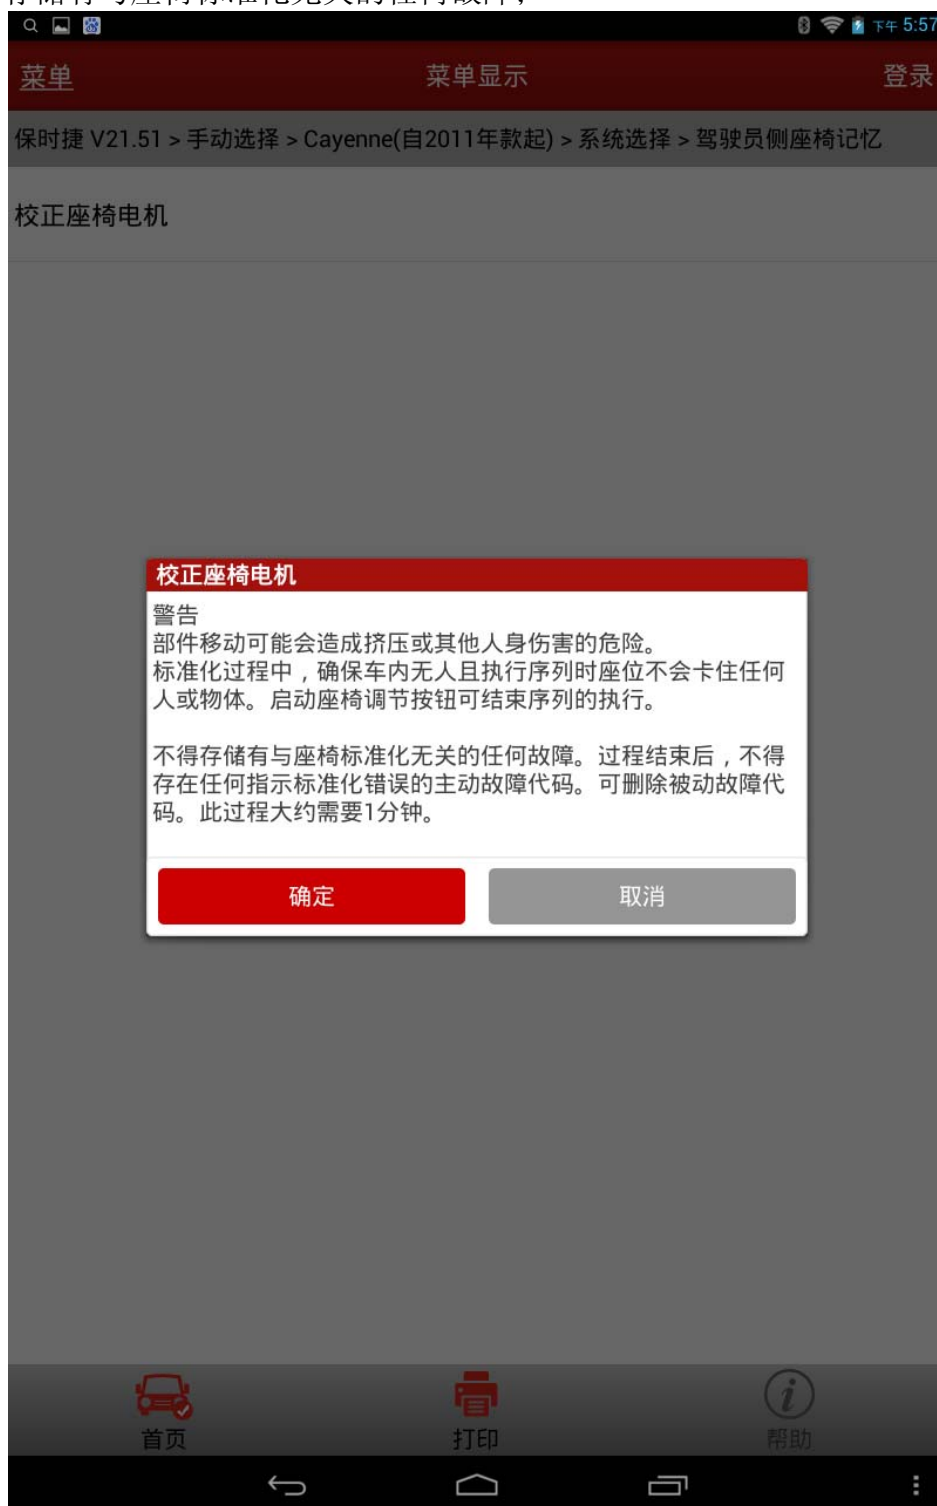 下午 5:57
菜单 菜单显示 登录
保时捷 V21.51 > 手动选择 > Cayenne(自2011年款起) > 系统选择 > 驾驶员侧座椅记忆
校正座椅电机
校正座椅电机
警告
部件移动可能会造成挤压或其他人身伤害的危险。
标准化过程中，确保车内无人且执行序列时座位不会卡住任何
人或物体。启动座椅调节按钮可结束序列的执行。
不得存储有与座椅标准化无关的任何故障。过程结束后，不得
存在任何指示标准化错误的主动故障代码。可删除被动故障代
码。此过程大约需要1分钟。
确定 取消
首页 打印 帮助